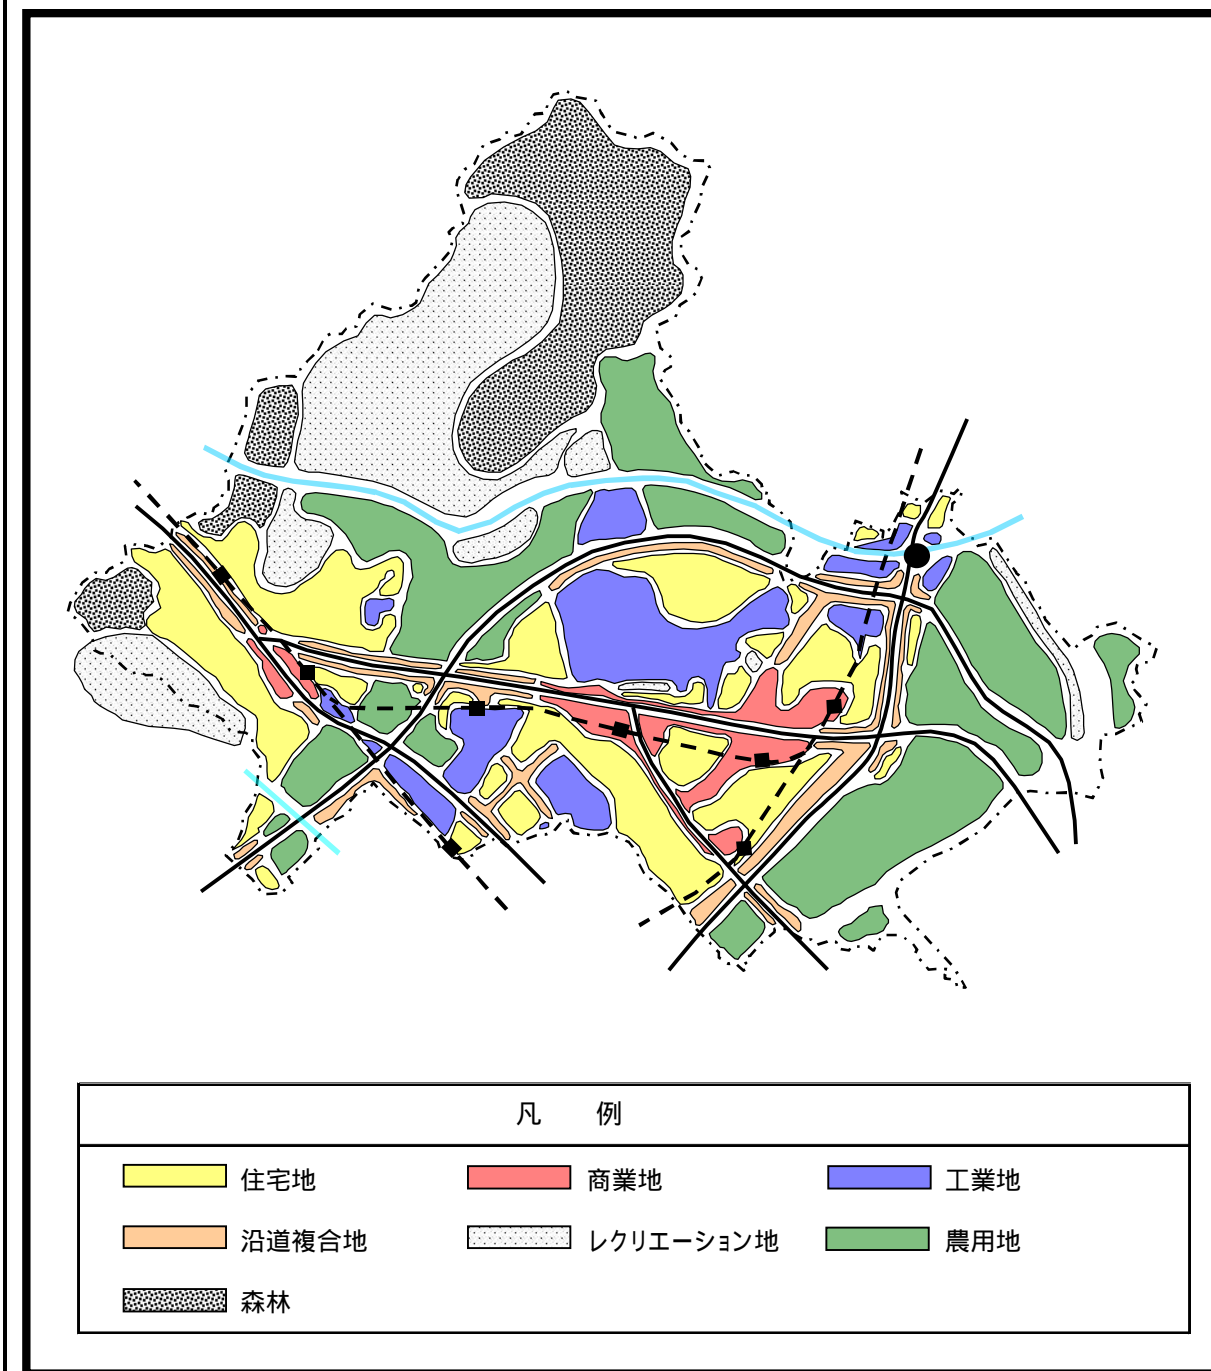 凡　例
住宅地　商業地　工業地
沿道複合地　レクリエーション地　農用地
森林